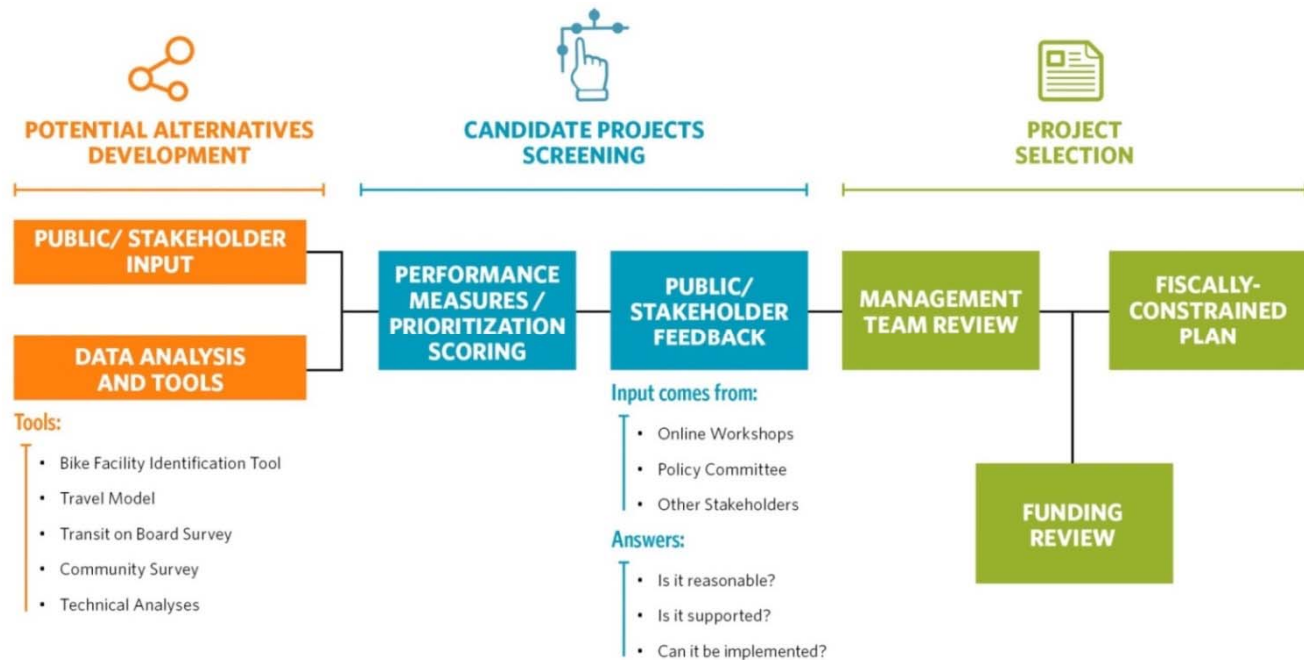 POTENTIAL ALTERNATIVES
DEVELOPMENT
CANDIDATE PROJECTS
SCREENING
PROJECT
SELECTION
PUBLIC/ STAKEHOLDER
INPUT
DATA ANALYSIS
AND TOOLS
Tools:
• Bike Facility Identification Tool
• Travel Model
• Transit on Board Survey
• Community Survey
• Technical Analyses
PERFORMANCE
MEASURES /
PRIORITIZATION
SCORING
PUBLIC/
STAKEHOLDER
FEEDBACK
Input comes from:
• Online Workshops
• Policy Committee
• Other Stakeholders
Answers:
• Is it reasonable?
• Is it supported?
• Can it be implemented?
MANAGEMENT
TEAM REVIEW
FUNDING
REVIEW
FISCALLY-
CONSTRAINED
PLAN